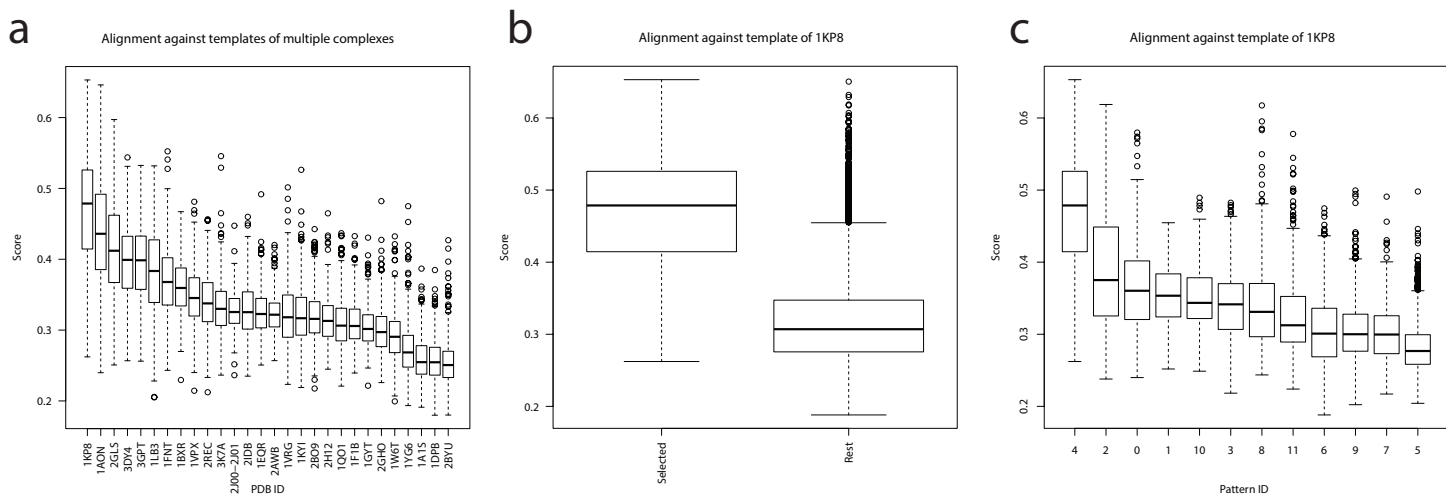 a
Alignment against templates of multiple complexes
Score
0.6
0.5
0.4
0.3
0.2
1KP8
1AON
2GLS
3DY4
3GPT
1LB3
1FNT
1BXR
1VPX
2REC
3K7A
2J00-2J01
2IDB
1EQR
2AWB
1VRG
1KYI
2BO9
2H12
1QO1
1F1B
1GYT
2GHO
1W6T
1YG6
1A1S
1DPB
2BYU
PDB ID
b
Alignment against template of 1KP8
Score
0.6
0.5
0.4
0.3
0.2
Selected
Rest
c
Alignment against template of 1KP8
Score
0.6
0.5
0.4
0.3
0.2
4 2 0 1 10 3 8 11 6 9 7 5
Pattern ID